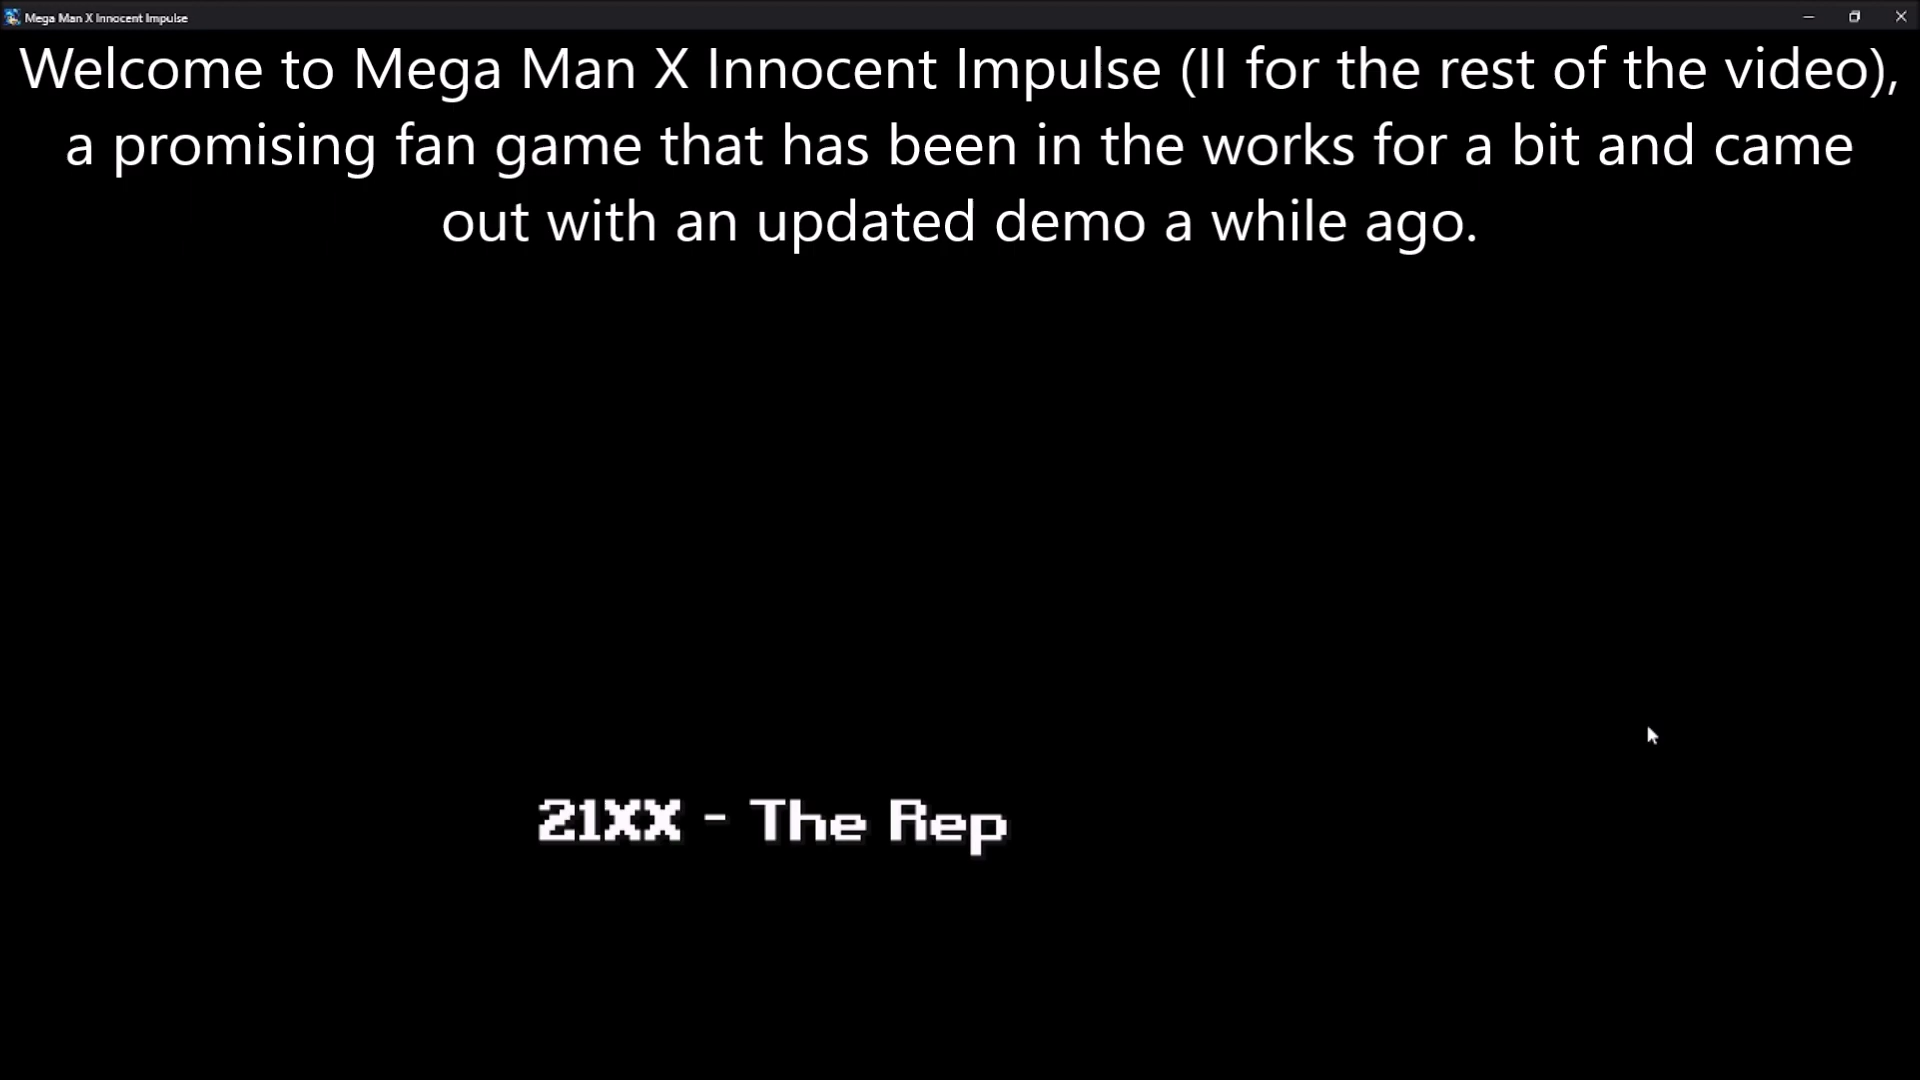 Mega Man X Innocent Impulse
Welcome to Mega Man X Innocent Impulse (II for the rest of the video),
a promising fan game that has been in the works for a bit and came
out with an updated demo a while ago.
21XX - The Rep